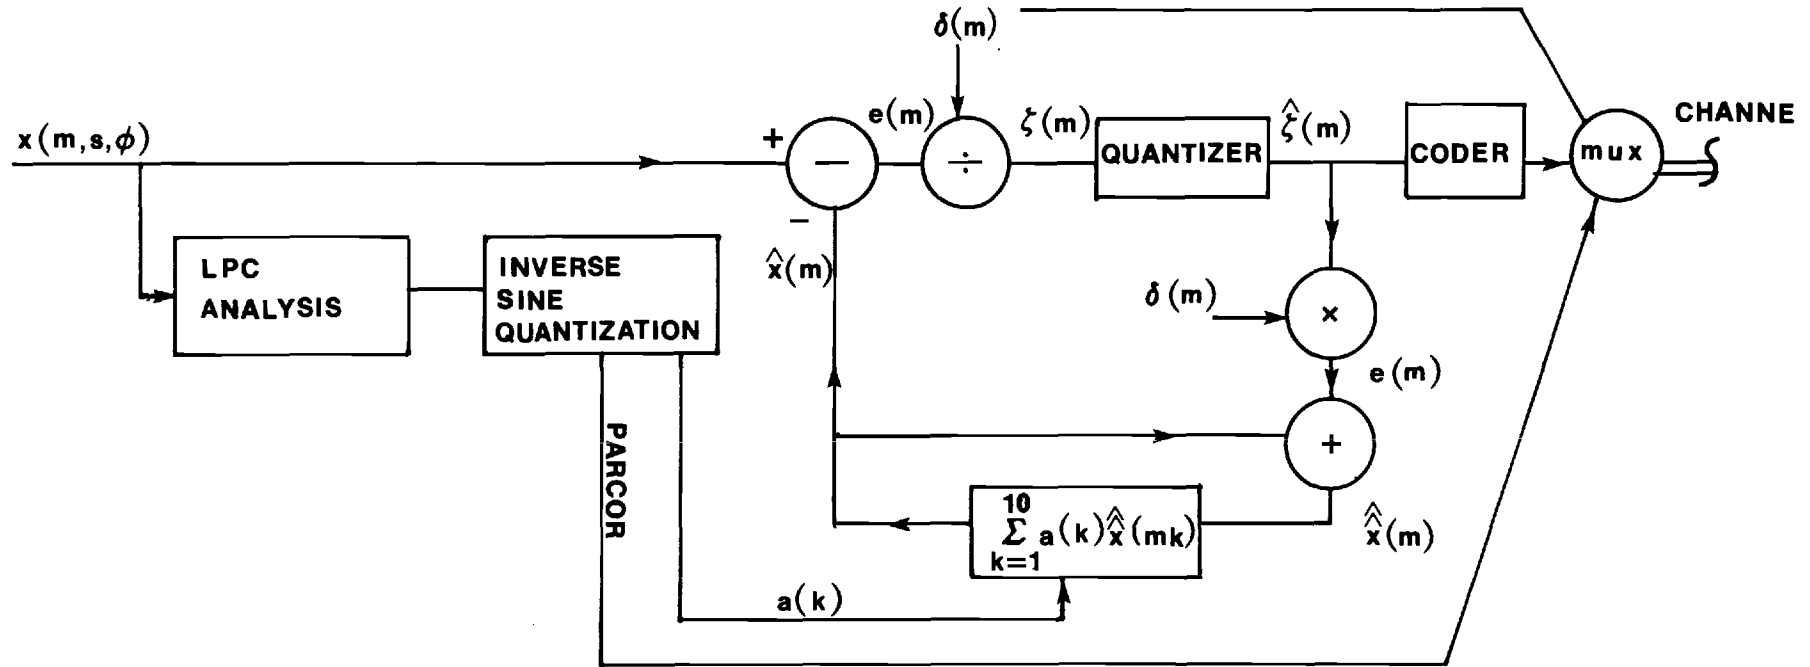 δ(m)
x(m,s,ϕ)
+
−
e(m)
÷
ζ(m)
QUANTIZER
ζ̂(m)
CODER
mux
CHANNE
−
x̂(m)
LPC
ANALYSIS
INVERSE
SINE
QUANTIZATION
δ(m)
×
e(m)
+
x̂̂(m)
PARCOR
10
Σ a(k)x̂̂(mk)
k=1
a(k)